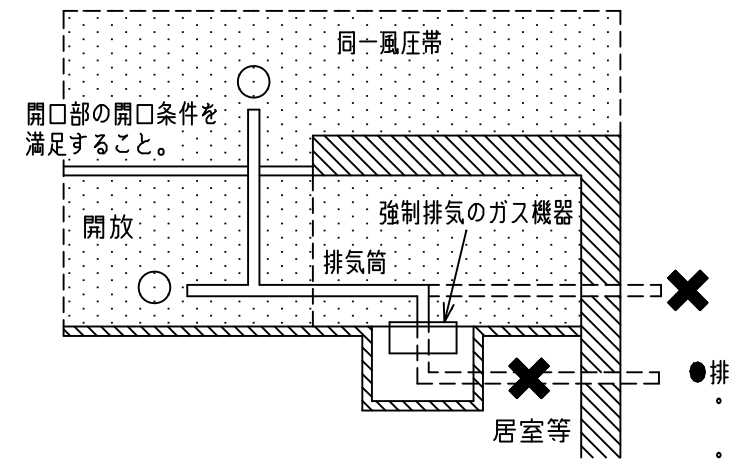 同一風圧帯
開口部の開口条件を
満足すること。
強制排気のガス機器
開放
排気筒
●排
。
居室等
。